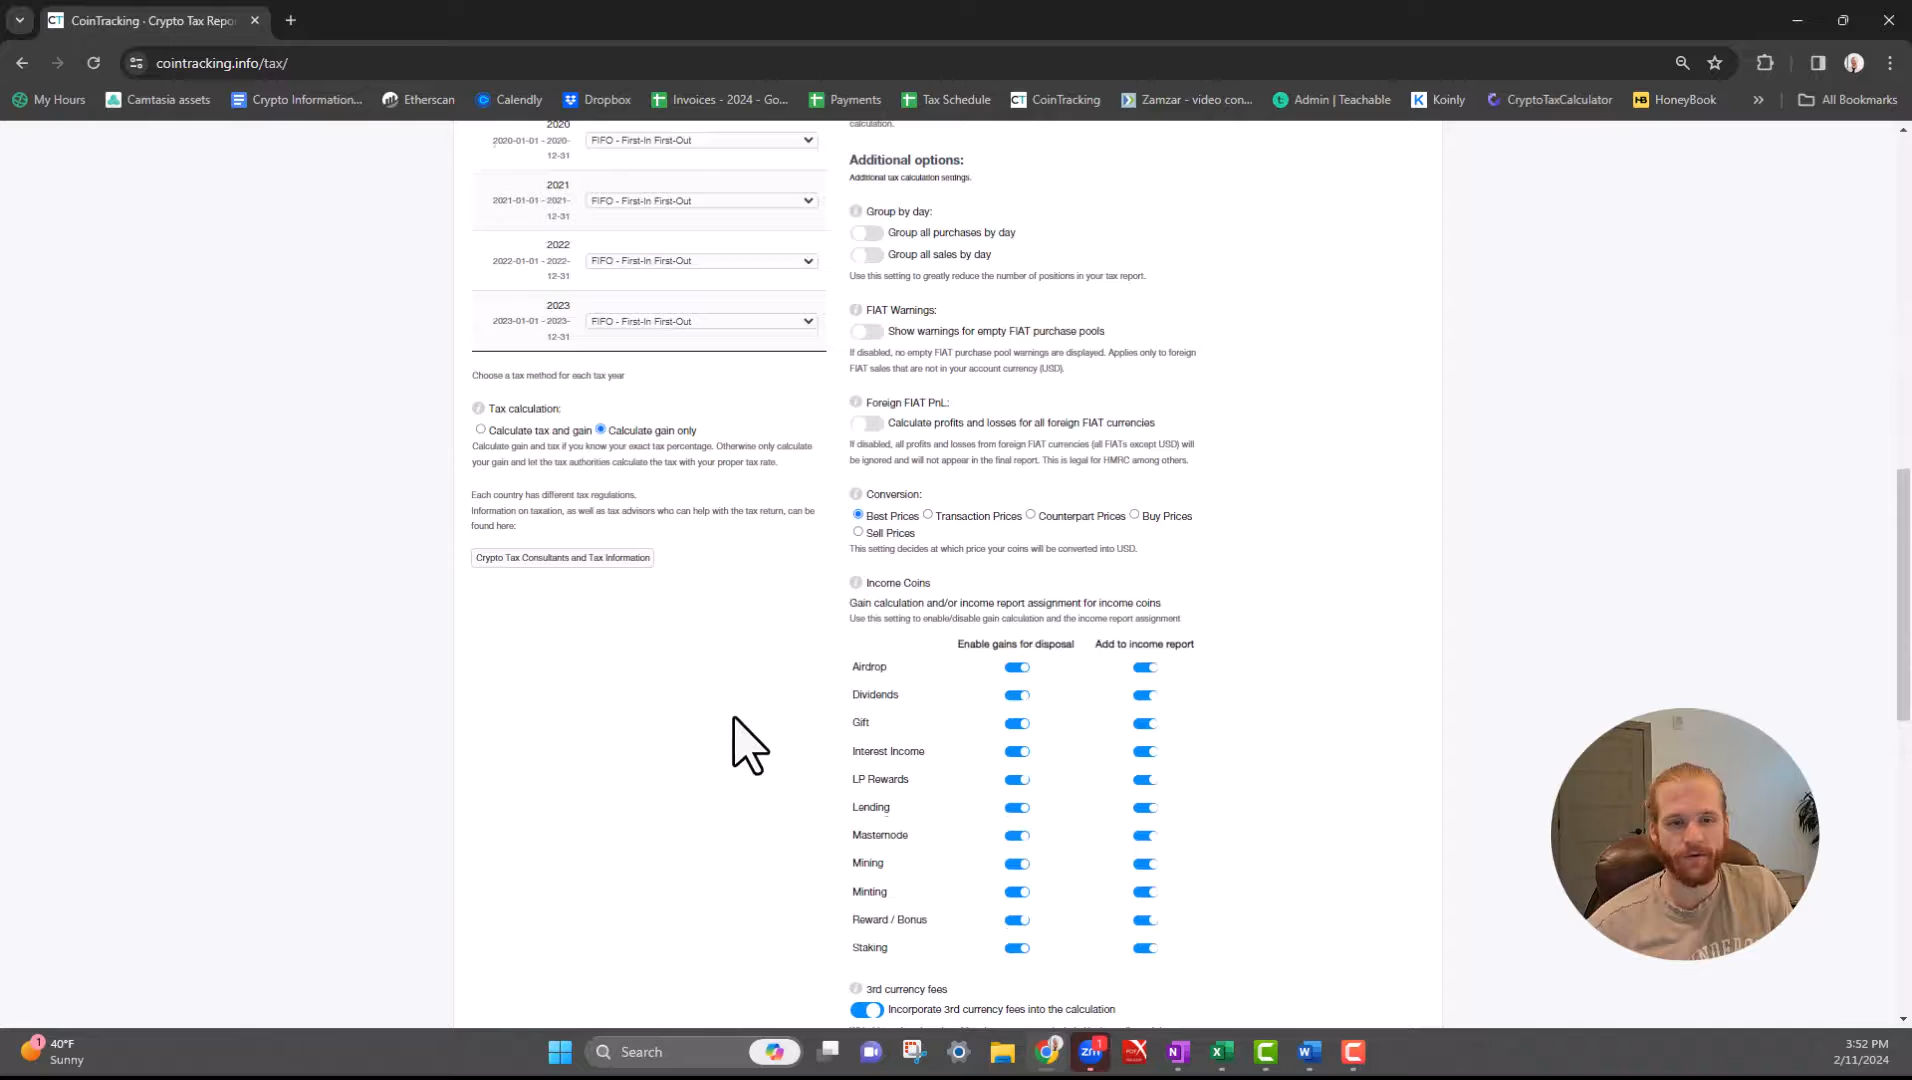 CT CoinTracking · Crypto Tax Repo
cointracking.info/tax/
My Hours
Camtasia assets
Crypto Information...
Etherscan
Calendly
Dropbox
Invoices - 2024 - Go...
Payments
Tax Schedule
CT CoinTracking
Zamzar - video con...
Admin | Teachable
Koinly
CryptoTaxCalculator
HB HoneyBook
»
All Bookmarks
2020
2020-01-01 - 2020-
12-31
FIFO - First-In First-Out
2021
2021-01-01 - 2021-
12-31
FIFO - First-In First-Out
2022
2022-01-01 - 2022-
12-31
FIFO - First-In First-Out
2023
2023-01-01 - 2023-
12-31
FIFO - First-In First-Out
Choose a tax method for each tax year
Tax calculation:
Calculate tax and gain Calculate gain only
Calculate gain and tax if you know your exact tax percentage. Otherwise only calculate
your gain and let the tax authorities calculate the tax with your proper tax rate.
Each country has different tax regulations.
Information on taxation, as well as tax advisors who can help with the tax return, can be
found here:
Crypto Tax Consultants and Tax Information
calculation.
Additional options:
Additional tax calculation settings.
Group by day:
Group all purchases by day
Group all sales by day
Use this setting to greatly reduce the number of positions in your tax report.
FIAT Warnings:
Show warnings for empty FIAT purchase pools
If disabled, no empty FIAT purchase pool warnings are displayed. Applies only to foreign
FIAT sales that are not in your account currency (USD).
Foreign FIAT PnL:
Calculate profits and losses for all foreign FIAT currencies
If disabled, all profits and losses from foreign FIAT currencies (all FIATs except USD) will
be ignored and will not appear in the final report. This is legal for HMRC among others.
Conversion:
Best Prices Transaction Prices Counterpart Prices Buy Prices
Sell Prices
This setting decides at which price your coins will be converted into USD.
Income Coins
Gain calculation and/or income report assignment for income coins
Use this setting to enable/disable gain calculation and the income report assignment
Enable gains for disposal Add to income report
Airdrop
Dividends
Gift
Interest Income
LP Rewards
Lending
Masternode
Mining
Minting
Reward / Bonus
Staking
3rd currency fees
Incorporate 3rd currency fees into the calculation
1
40°F
Sunny
Search
zm
1
N
X
C
W
C
3:52 PM
2/11/2024